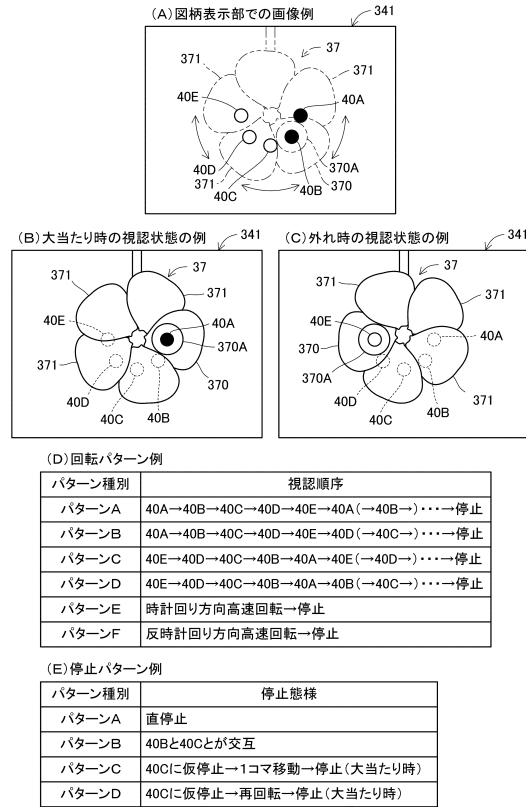 (A)図柄表示部での画像例
341
37
371
371
40E
40A
40D
371
40C
40B
370A
370
(B)大当たり時の視認状態の例
341
37
371
371
40E
40A
370A
371
370
40D
40C
40B
(C)外れ時の視認状態の例
341
37
371
40E
40A
370
370A
40D
40B
371
40C
(D)回転パターン例
パターン種別 視認順序
パターンA 40A→40B→40C→40D→40E→40A(→40B→)・・・→停止
パターンB 40A→40B→40C→40D→40E→40D(→40C→)・・・→停止
パターンC 40E→40D→40C→40B→40A→40E(→40D→)・・・→停止
パターンD 40E→40D→40C→40B→40A→40B(→40C→)・・・→停止
パターンE 時計回り方向高速回転→停止
パターンF 反時計回り方向高速回転→停止
(E)停止パターン例
パターン種別 停止態様
パターンA 直停止
パターンB 40Bと40Cとが交互
パターンC 40Cに仮停止→1コマ移動→停止(大当たり時)
パターンD 40Cに仮停止→再回転→停止(大当たり時)